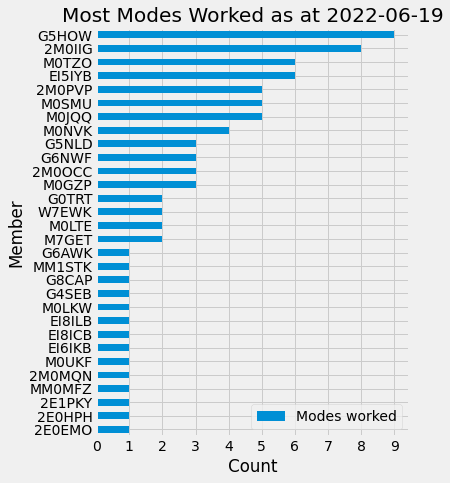 Most Modes Worked as at 2022-06-19
G5HOW
2M0IIG
M0TZO
EI5IYB
2M0PVP
M0SMU
M0JQQ
M0NVK
G5NLD
G6NWF
2M0OCC
M0GZP
G0TRT
W7EWK
M0LTE
M7GET
G6AWK
MM1STK
G8CAP
G4SEB
M0LKW
EI8ILB
EI8ICB
EI6IKB
M0UKF
2M0MQN
MM0MFZ
2E1PKY
2E0HPH
2E0EMO
Member
Modes worked
0 1 2 3 4 5 6 7 8 9
Count